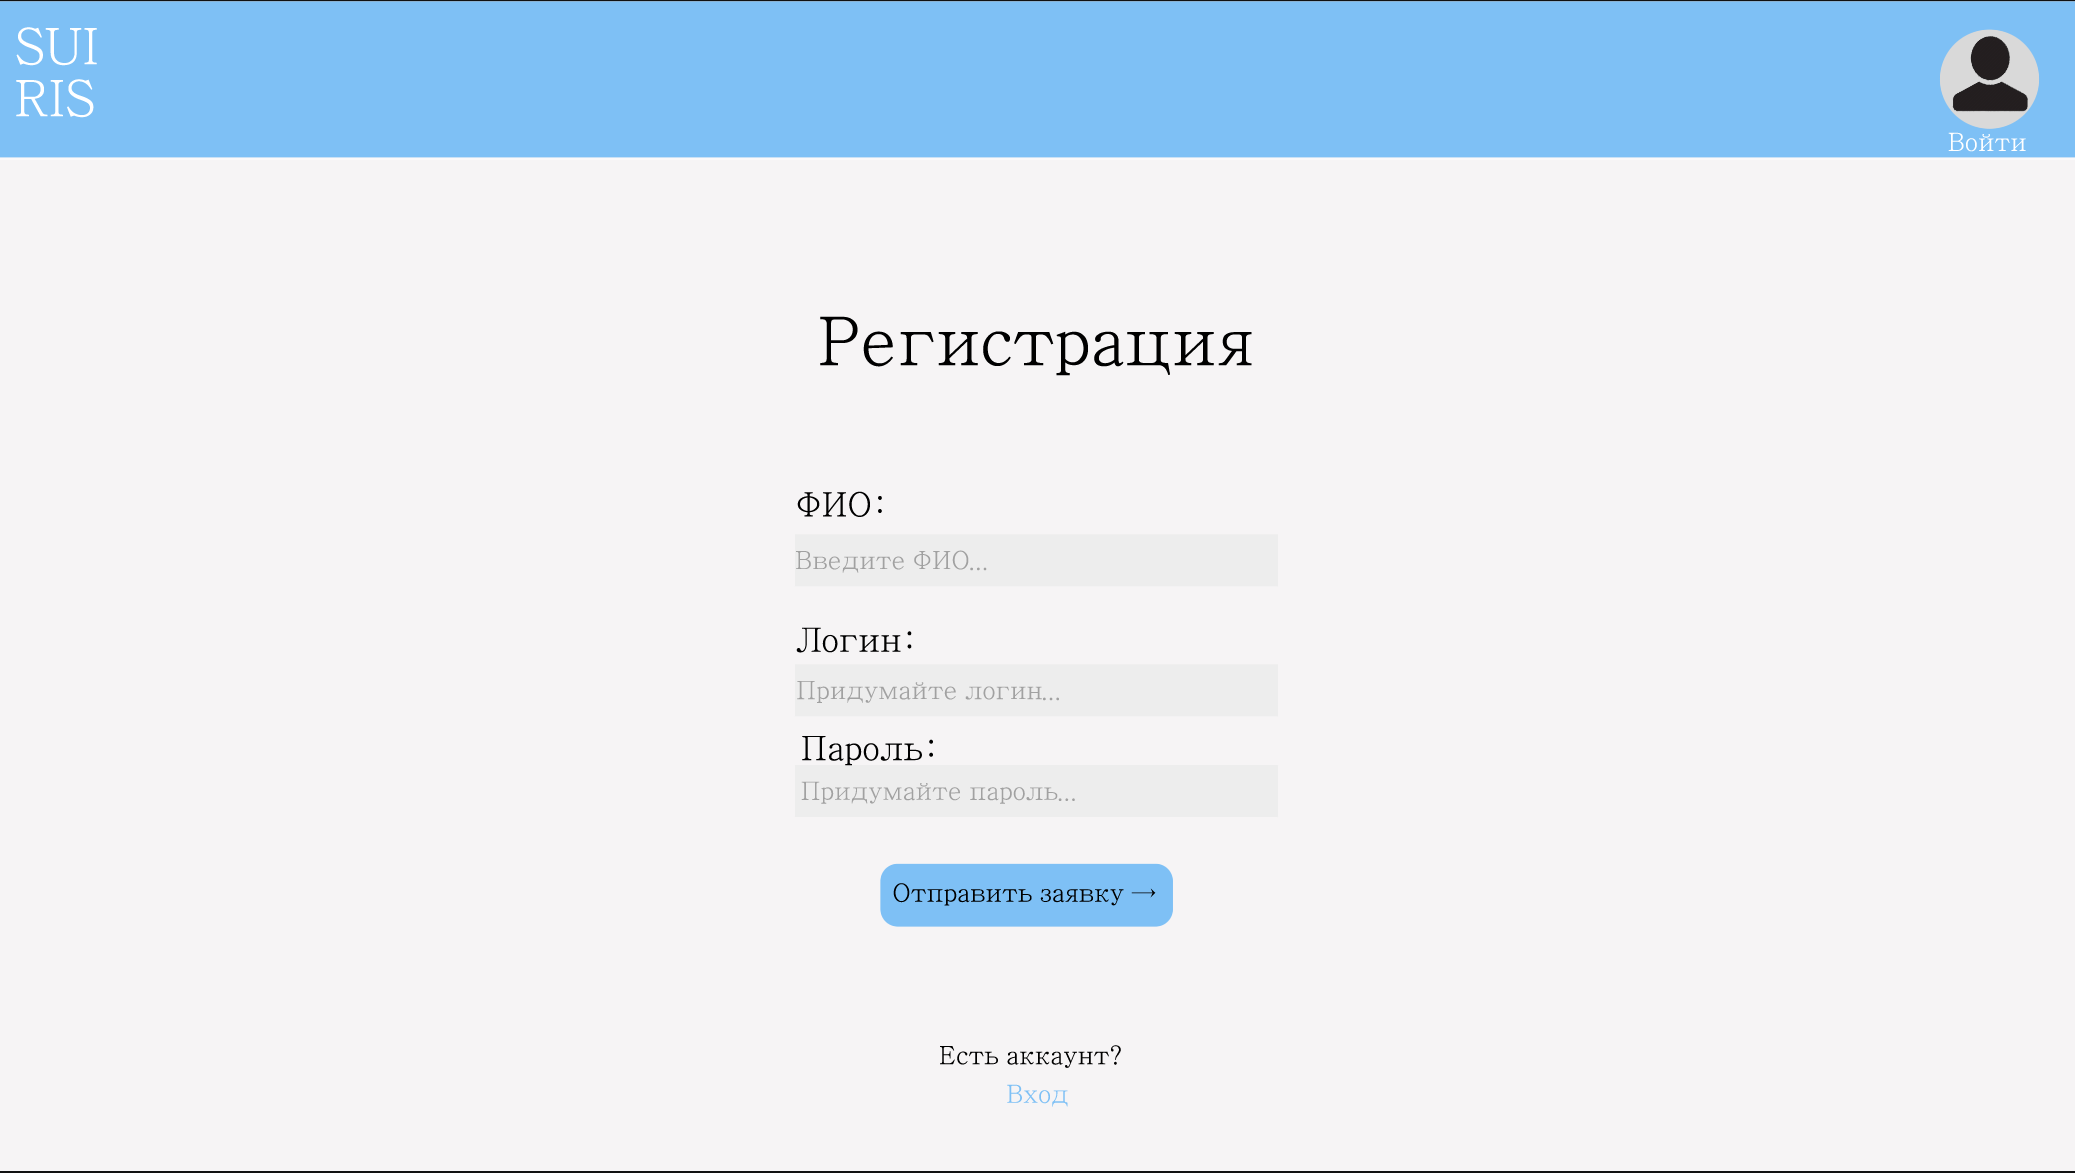 SUI
RIS
Войти
Регистрация
ФИО:
Введите ФИО...
Логин:
Придумайте логин...
Пароль:
Придумайте пароль...
Отправить заявку →
Есть аккаунт?
Вход